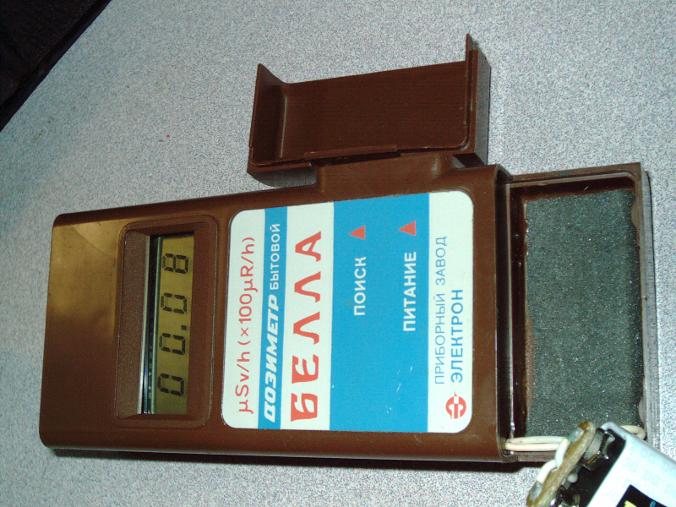 00.08
µSv/h (×100µR/h)
ДОЗИМЕТР БЫТОВОЙ
БЕЛЛА
ПОИСК
ПИТАНИЕ
ПРИБОРНЫЙ ЗАВОД
ЭЛЕКТРОН